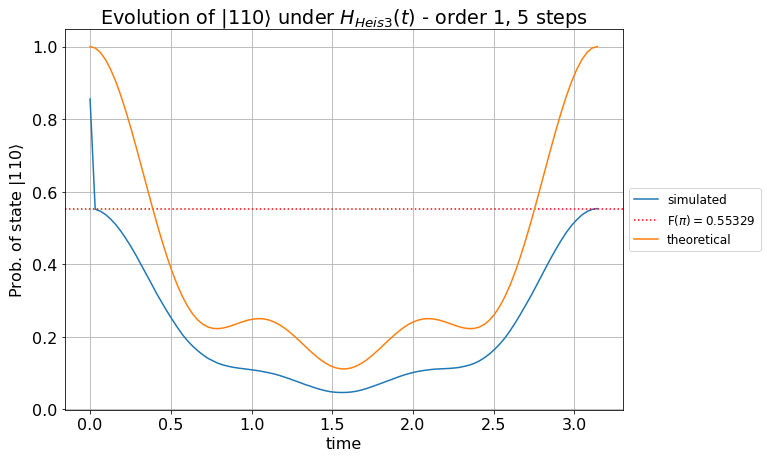 Evolution of |110⟩ under H_{Heis3}(t) - order 1, 5 steps
Prob. of state |110⟩
1.0
0.8
0.6
0.4
0.2
0.0
0.0 0.5 1.0 1.5 2.0 2.5 3.0
time
simulated
F(π) = 0.55329
theoretical